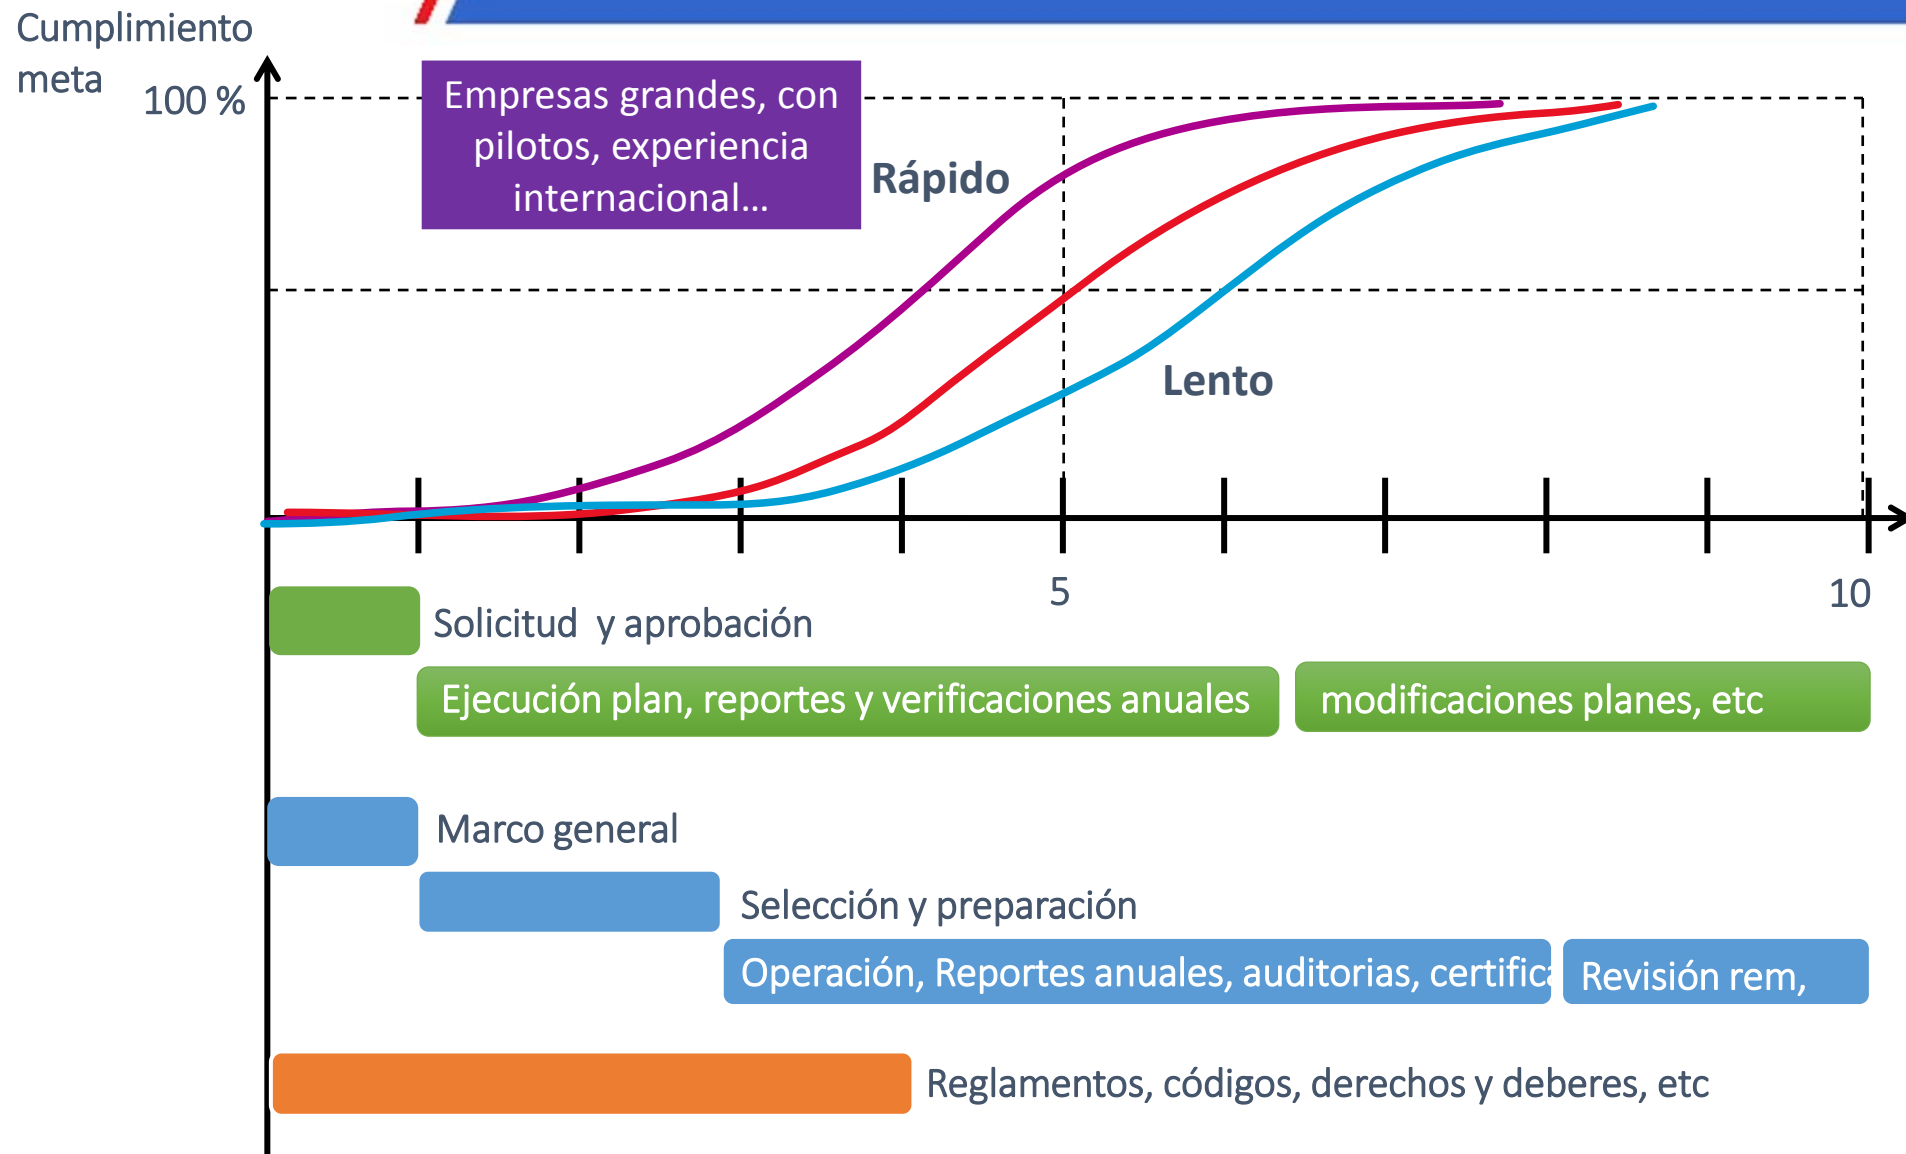 Cumplimiento
meta
100 %
Empresas grandes, con
pilotos, experiencia
internacional...
Rápido
Lento
5
10
Solicitud y aprobación
Ejecución plan, reportes y verificaciones anuales
modificaciones planes, etc
Marco general
Selección y preparación
Operación, Reportes anuales, auditorias, certifica
Revisión rem,
Reglamentos, códigos, derechos y deberes, etc